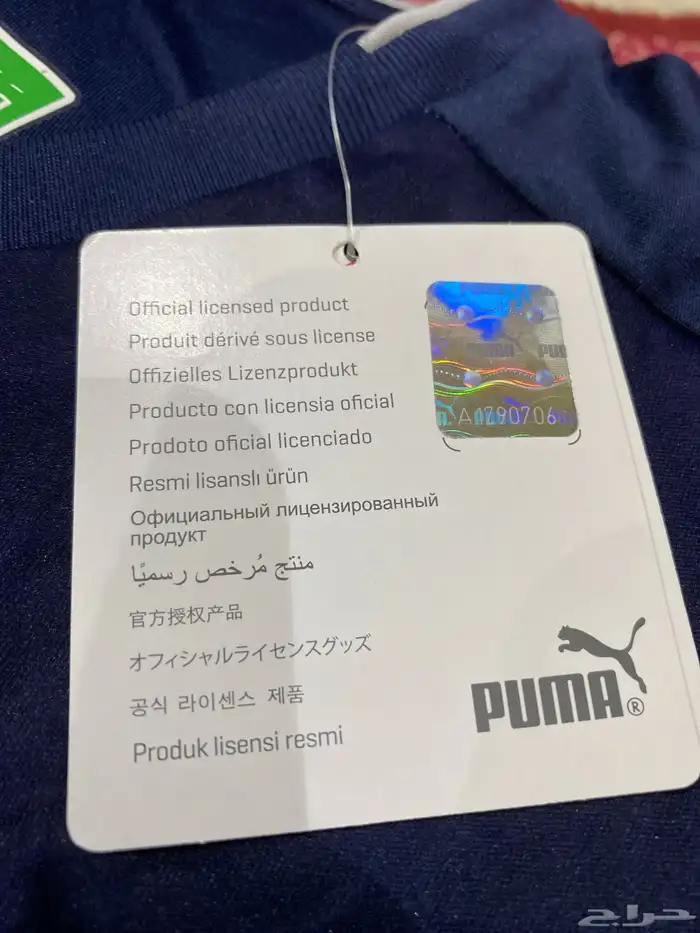 Official licensed product
Produit dérivé sous license
Offizielles Lizenzprodukt
Producto con licensia oficial
Prodoto oficial licenciado
Resmi lisanslı ürün
Официальный лицензированный
продукт
منتج مُرخص رسميًا
官方授权产品
オフィシャルライセンスグッズ
공식 라이센스 제품
Produk lisensi resmi
PUMA®
حراج